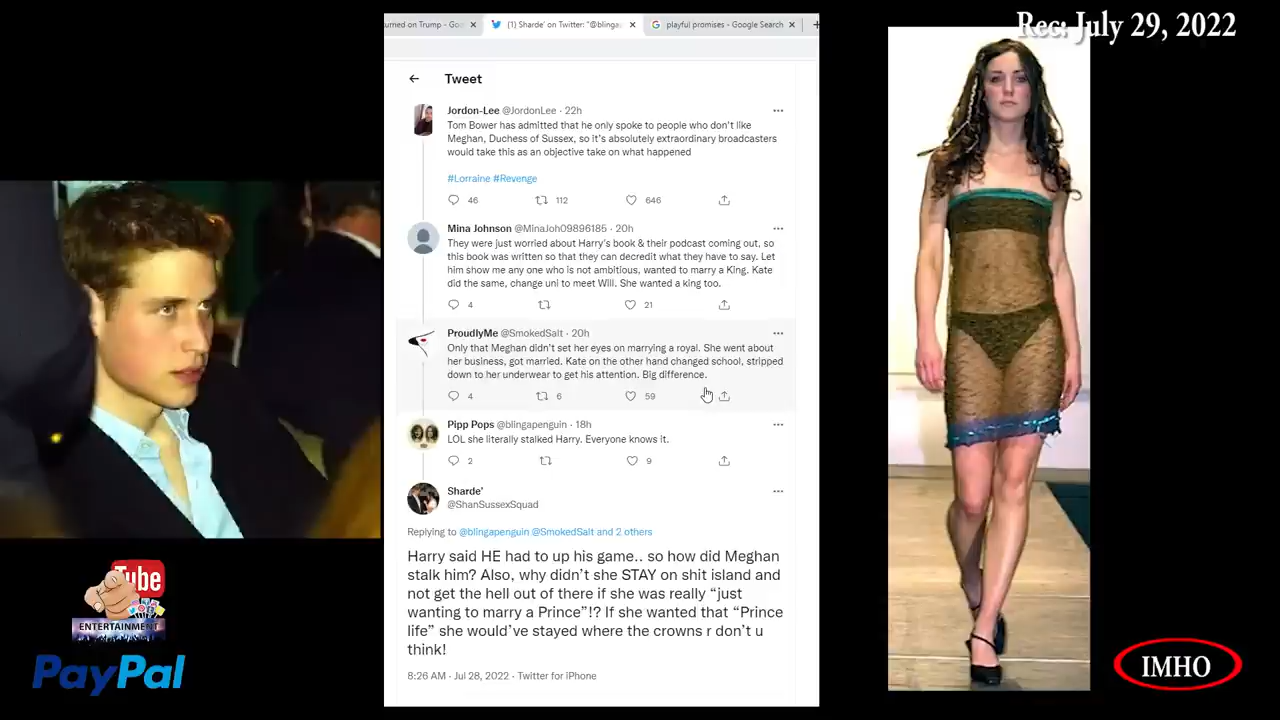 Rec: July 29, 2022
urned on Trump - Goo
(1) Sharde' on Twitter: "@bling
playful promises - Google Search
Tweet
Jordon-Lee @JordonLee · 22h
Tom Bower has admitted that he only spoke to people who don't like
Meghan, Duchess of Sussex, so it's absolutely extraordinary broadcasters
would take this as an objective take on what happened
#Lorraine #Revenge
46 112 646
Mina Johnson @MinaJoh09896185 · 20h
They were just worried about Harry's book & their podcast coming out, so
this book was written so that they can decredit what they have to say. Let
him show me any one who is not ambitious, wanted to marry a King. Kate
did the same, change uni to meet Will. She wanted a king too.
4 21
ProudlyMe @SmokedSalt · 20h
Only that Meghan didn't set her eyes on marrying a royal. She went about
her business, got married. Kate on the other hand changed school, stripped
down to her underwear to get his attention. Big difference.
4 6 59
Pipp Pops @blingapenguin · 18h
LOL she literally stalked Harry. Everyone knows it.
2 9
Sharde'
@ShanSussexSquad
Replying to @blingapenguin @SmokedSalt and 2 others
Harry said HE had to up his game.. so how did Meghan
stalk him? Also, why didn't she STAY on shit island and
not get the hell out of there if she was really “just
wanting to marry a Prince”!? If she wanted that “Prince
life” she would've stayed where the crowns r don't u
think!
8:26 AM · Jul 28, 2022 · Twitter for iPhone
Tube
ENTERTAINMENT
PayPal
IMHO